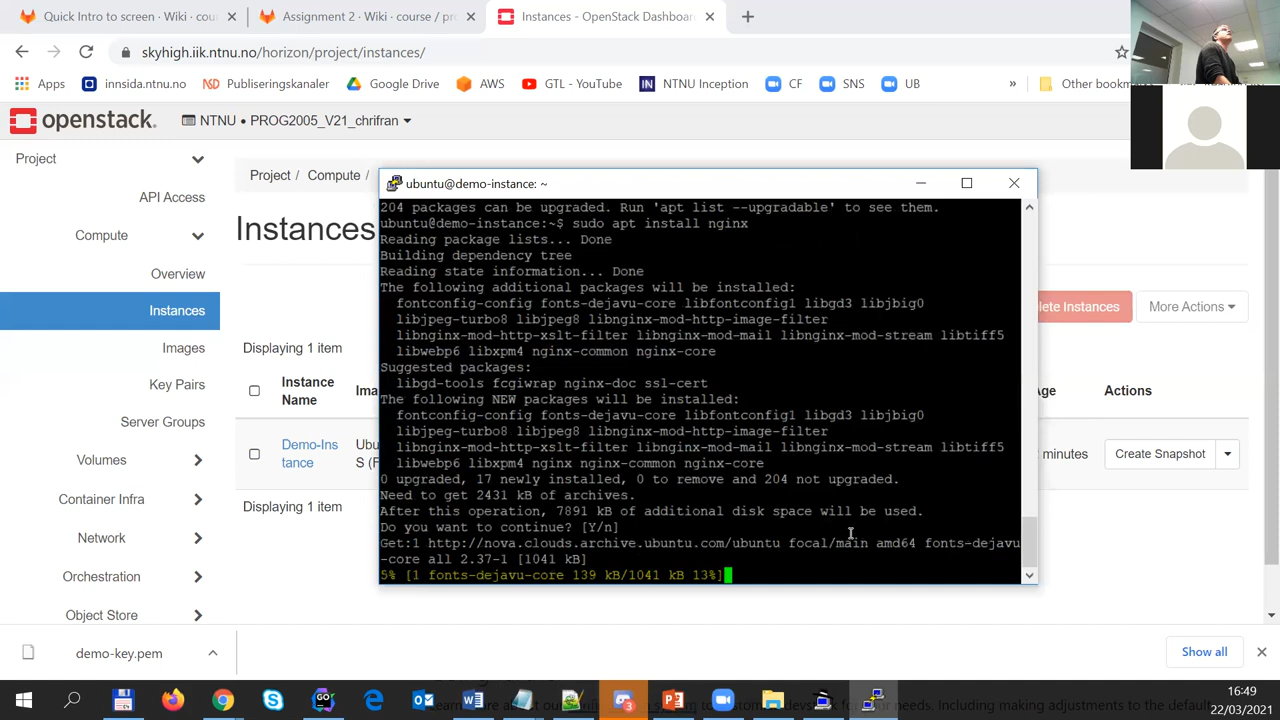 Quick Intro to screen · Wiki · cou
Assignment 2 · Wiki · course / pro
Instances - OpenStack Dashboar
skyhigh.iik.ntnu.no/horizon/project/instances/
Apps
innsida.ntnu.no
ND
Publiseringskanaler
Google Drive
AWS
GTL - YouTube
IN
NTNU Inception
CF
SNS
UB
»
Other bookmar
openstack.
NTNU • PROG2005_V21_chrifran
Project
API Access
Compute
Overview
Instances
Images
Key Pairs
Server Groups
Volumes
Container Infra
Network
Orchestration
Object Store
Project / Compute /
Instances
lete Instances
More Actions
Displaying 1 item
Instance Name
Ima
Age
Actions
Demo-Ins
tance
Ubu
S (F
minutes
Create Snapshot
Displaying 1 item
ubuntu@demo-instance: ~
204 packages can be upgraded. Run 'apt list --upgradable' to see them.
ubuntu@demo-instance:~$ sudo apt install nginx
Reading package lists... Done
Building dependency tree
Reading state information... Done
The following additional packages will be installed:
fontconfig-config fonts-dejavu-core libfontconfig1 libgd3 libjbig0
libjpeg-turbo8 libjpeg8 libnginx-mod-http-image-filter
libnginx-mod-http-xslt-filter libnginx-mod-mail libnginx-mod-stream libtiff5
libwebp6 libxpm4 nginx-common nginx-core
Suggested packages:
libgd-tools fcgiwrap nginx-doc ssl-cert
The following NEW packages will be installed:
fontconfig-config fonts-dejavu-core libfontconfig1 libgd3 libjbig0
libjpeg-turbo8 libjpeg8 libnginx-mod-http-image-filter
libnginx-mod-http-xslt-filter libnginx-mod-mail libnginx-mod-stream libtiff5
libwebp6 libxpm4 nginx nginx-common nginx-core
0 upgraded, 17 newly installed, 0 to remove and 204 not upgraded.
Need to get 2431 kB of archives.
After this operation, 7891 kB of additional disk space will be used.
Do you want to continue? [Y/n]
Get:1 http://nova.clouds.archive.ubuntu.com/ubuntu focal/main amd64 fonts-dejavu
-core all 2.37-1 [1041 kB]
5% [1 fonts-dejavu-core 139 kB/1041 kB 13%]
demo-key.pem
Show all
16:49
22/03/2021